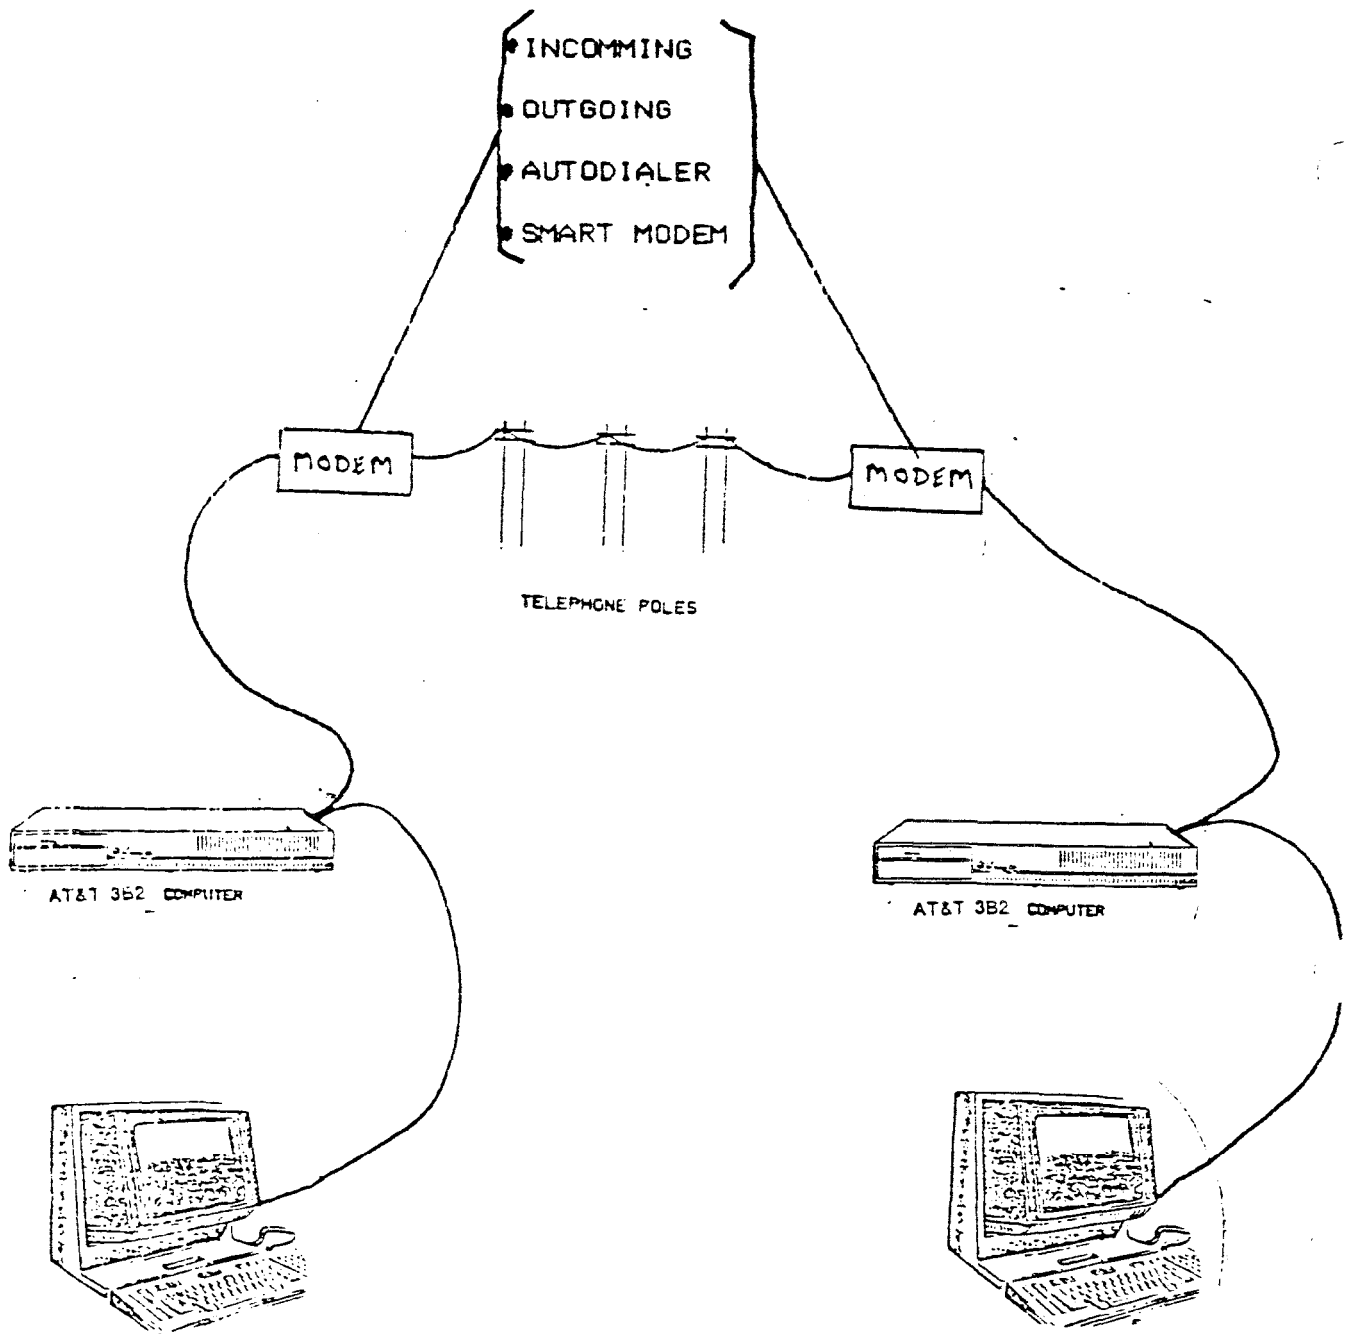 INCOMMING
OUTGOING
AUTODIALER
SMART MODEM
MODEM
MODEM
TELEPHONE POLES
AT&T 3B2 COMPUTER
AT&T 3B2 COMPUTER